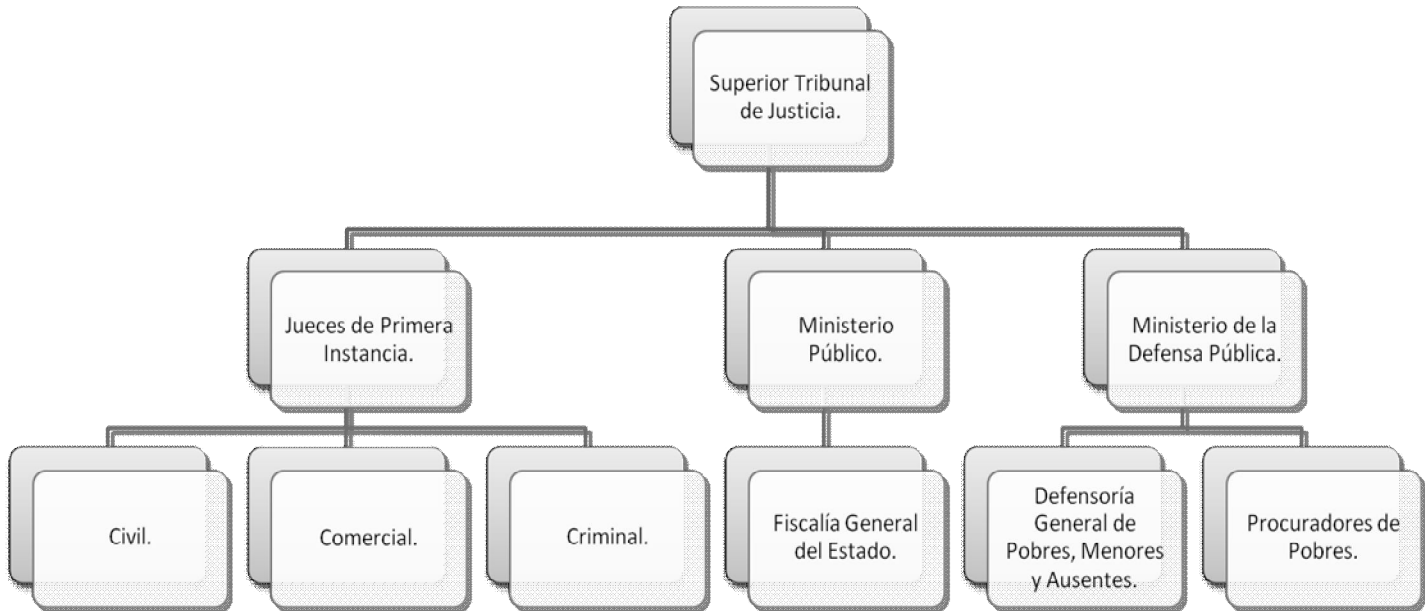 Superior Tribunal
de Justicia.
Jueces de Primera
Instancia.
Ministerio
Público.
Ministerio de la
Defensa Pública.
Civil.
Comercial.
Criminal.
Fiscalía General
del Estado.
Defensoría
General de
Pobres, Menores
y Ausentes.
Procuradores de
Pobres.